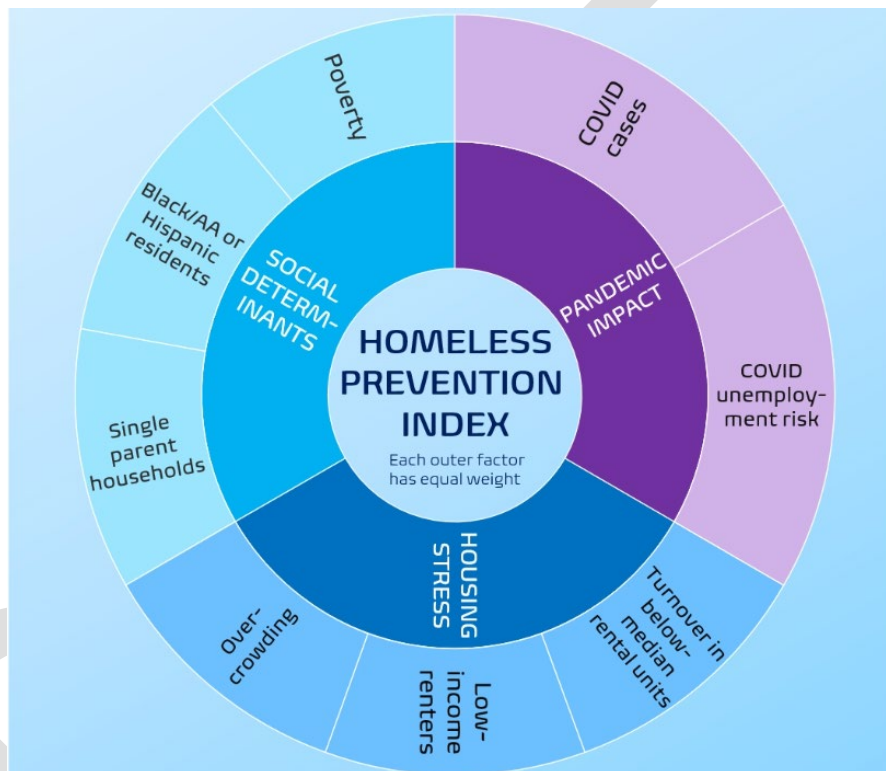 HOMELESS
PREVENTION
INDEX
Each outer factor
has equal weight
PANDEMIC
IMPACT
COVID
cases
COVID
unemploy-
ment risk
HOUSING
STRESS
Turnover in
below-
median
rental units
Low-
income
renters
Over-
crowding
SOCIAL
DETERM-
INANTS
Single
parent
households
Black/AA or
Hispanic
residents
Poverty